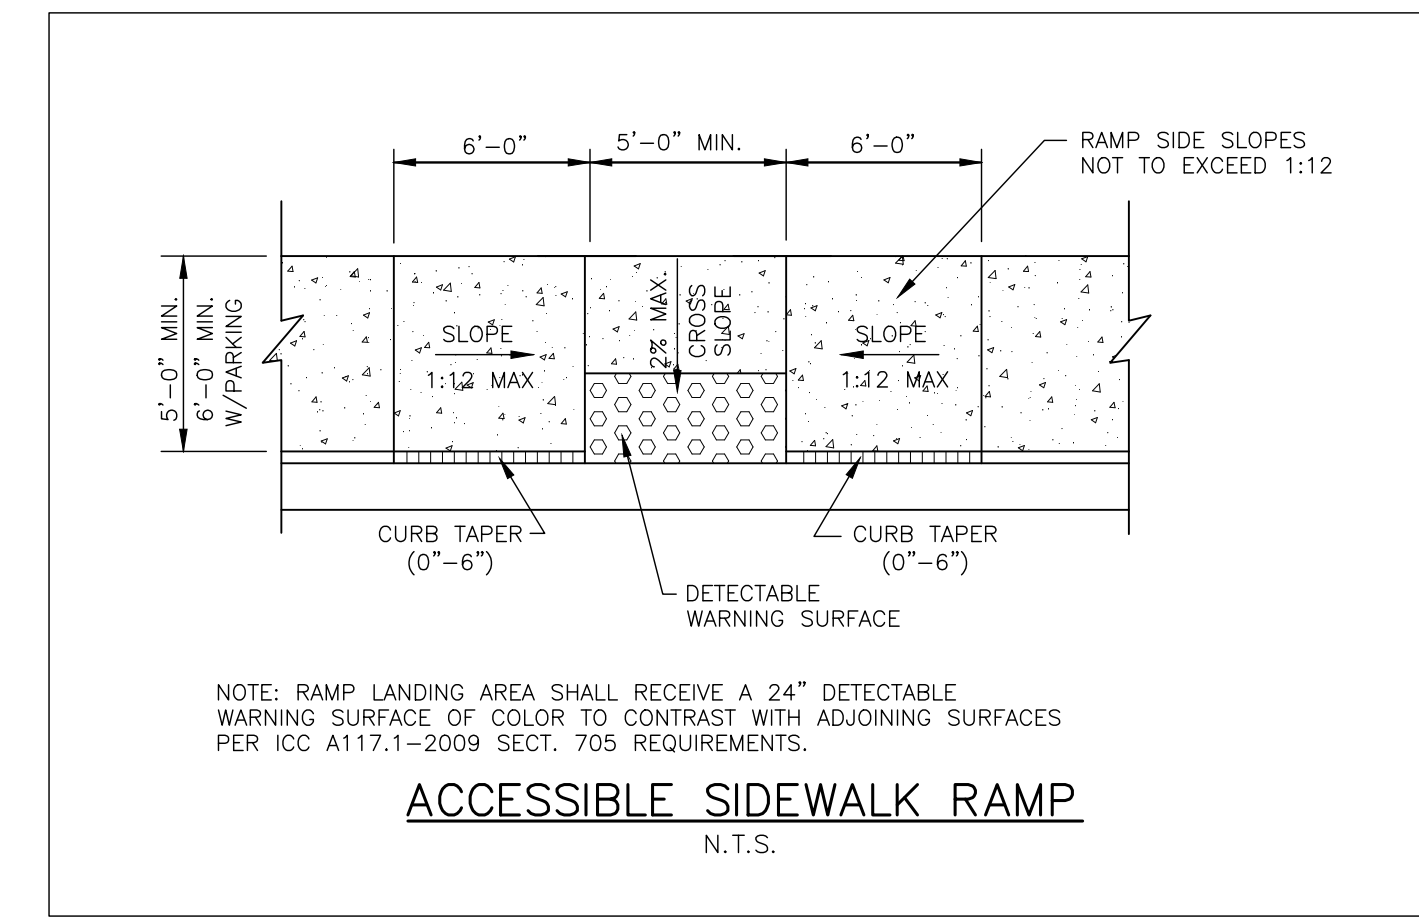 6'-0"
5'-0" MIN.
6'-0"
RAMP SIDE SLOPES
NOT TO EXCEED 1:12
5'-0" MIN.
6'-0" MIN.
W/PARKING
SLOPE
1:12 MAX
2% MAX.
CROSS
SLOPE
SLOPE
1:12 MAX
CURB TAPER
(0"-6")
CURB TAPER
(0"-6")
DETECTABLE
WARNING SURFACE
NOTE: RAMP LANDING AREA SHALL RECEIVE A 24" DETECTABLE
WARNING SURFACE OF COLOR TO CONTRAST WITH ADJOINING SURFACES
PER ICC A117.1-2009 SECT. 705 REQUIREMENTS.
ACCESSIBLE SIDEWALK RAMP
N.T.S.